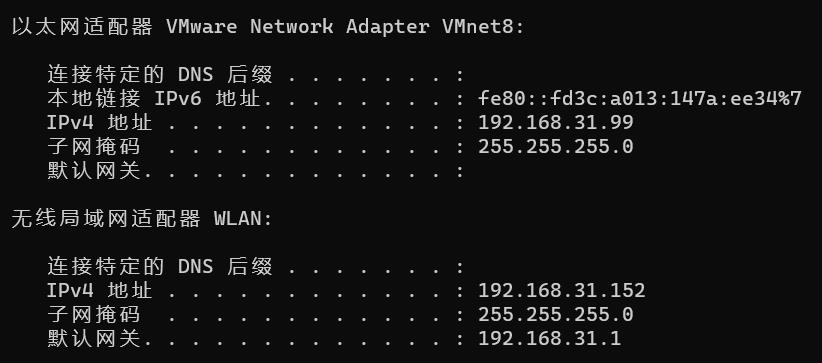 以太网适配器 VMware Network Adapter VMnet8:
连接特定的 DNS 后缀 . . . . . . . :
本地链接 IPv6 地址. . . . . . . . : fe80::fd3c:a013:147a:ee34%7
IPv4 地址 . . . . . . . . . . . . : 192.168.31.99
子网掩码  . . . . . . . . . . . . : 255.255.255.0
默认网关. . . . . . . . . . . . . :
无线局域网适配器 WLAN:
连接特定的 DNS 后缀 . . . . . . . :
IPv4 地址 . . . . . . . . . . . . : 192.168.31.152
子网掩码  . . . . . . . . . . . . : 255.255.255.0
默认网关. . . . . . . . . . . . . : 192.168.31.1